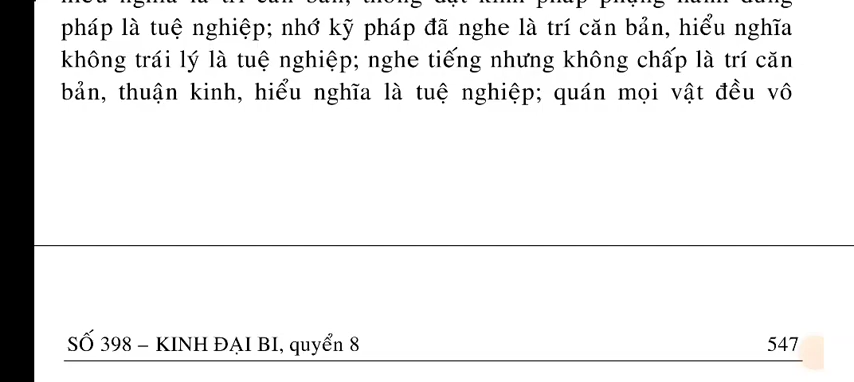 pháp là tuệ nghiệp; nhớ kỹ pháp đã nghe là trí căn bản, hiểu nghĩa
không trái lý là tuệ nghiệp; nghe tiếng nhưng không chấp là trí căn
bản, thuận kinh, hiểu nghĩa là tuệ nghiệp; quán mọi vật đều vô
SỐ 398 – KINH ĐẠI BI, quyển 8 547